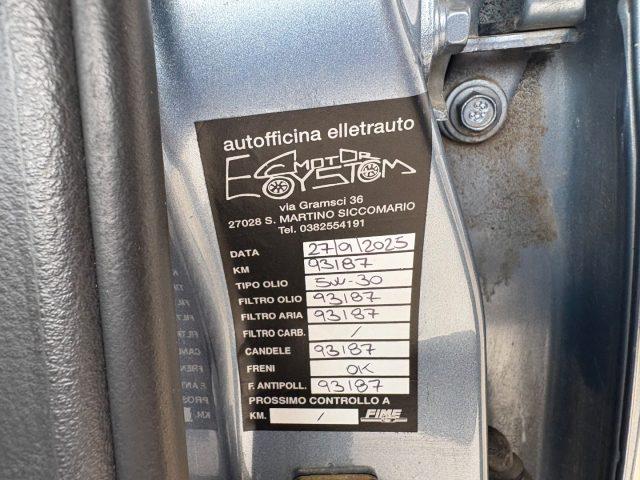 autofficina elletrauto
EC MOTOR SYSTOM
via Gramsci 36
27028 S. MARTINO SICCOMARIO
Tel. 0382554191
DATA 27/9/2025
KM 93187
TIPO OLIO 5W-30
FILTRO OLIO 93187
FILTRO ARIA 93187
FILTRO CARB. /
CANDELE 93187
FRENI OK
F. ANTIPOLL. 93187
PROSSIMO CONTROLLO A
KM. / FIME